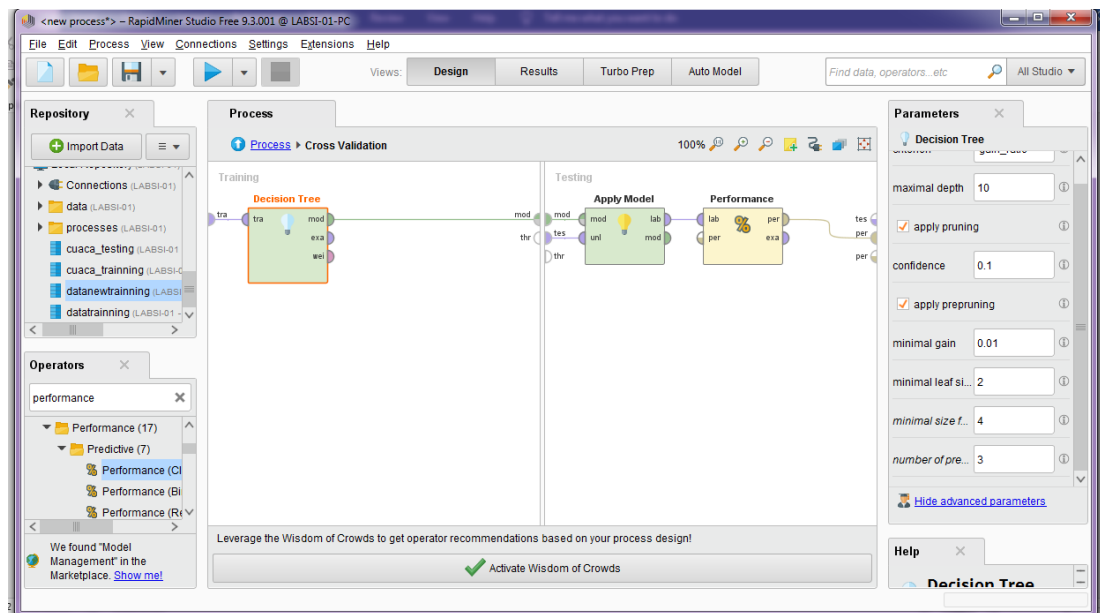 <new process*> – RapidMiner Studio Free 9.3.001 @ LABSI-01-PC
File Edit Process View Connections Settings Extensions Help
Views: Design Results Turbo Prep Auto Model
Find data, operators...etc
All Studio
Repository
Import Data
Connections (LABSI-01)
data (LABSI-01)
processes (LABSI-01)
cuaca_testing (LABSI-01
cuaca_trainning (LABSI-0
datanewtrainning (LABSI
datatrainning (LABSI-01 -
Operators
performance
Performance (17)
Predictive (7)
Performance (Cl
Performance (Bi
Performance (Re
We found "Model
Management" in the
Marketplace. Show me!
Process
Process Cross Validation
100%
Training
Decision Tree
tra tra mod mod
exa thr
wei
Testing
Apply Model Performance
mod mod lab lab per tes
tes unl mod per exa per
thr per
Leverage the Wisdom of Crowds to get operator recommendations based on your process design!
Activate Wisdom of Crowds
Parameters
Decision Tree
maximal depth 10
apply pruning
confidence 0.1
apply prepruning
minimal gain 0.01
minimal leaf si... 2
minimal size f... 4
number of pre... 3
Hide advanced parameters
Help
Decision Tree